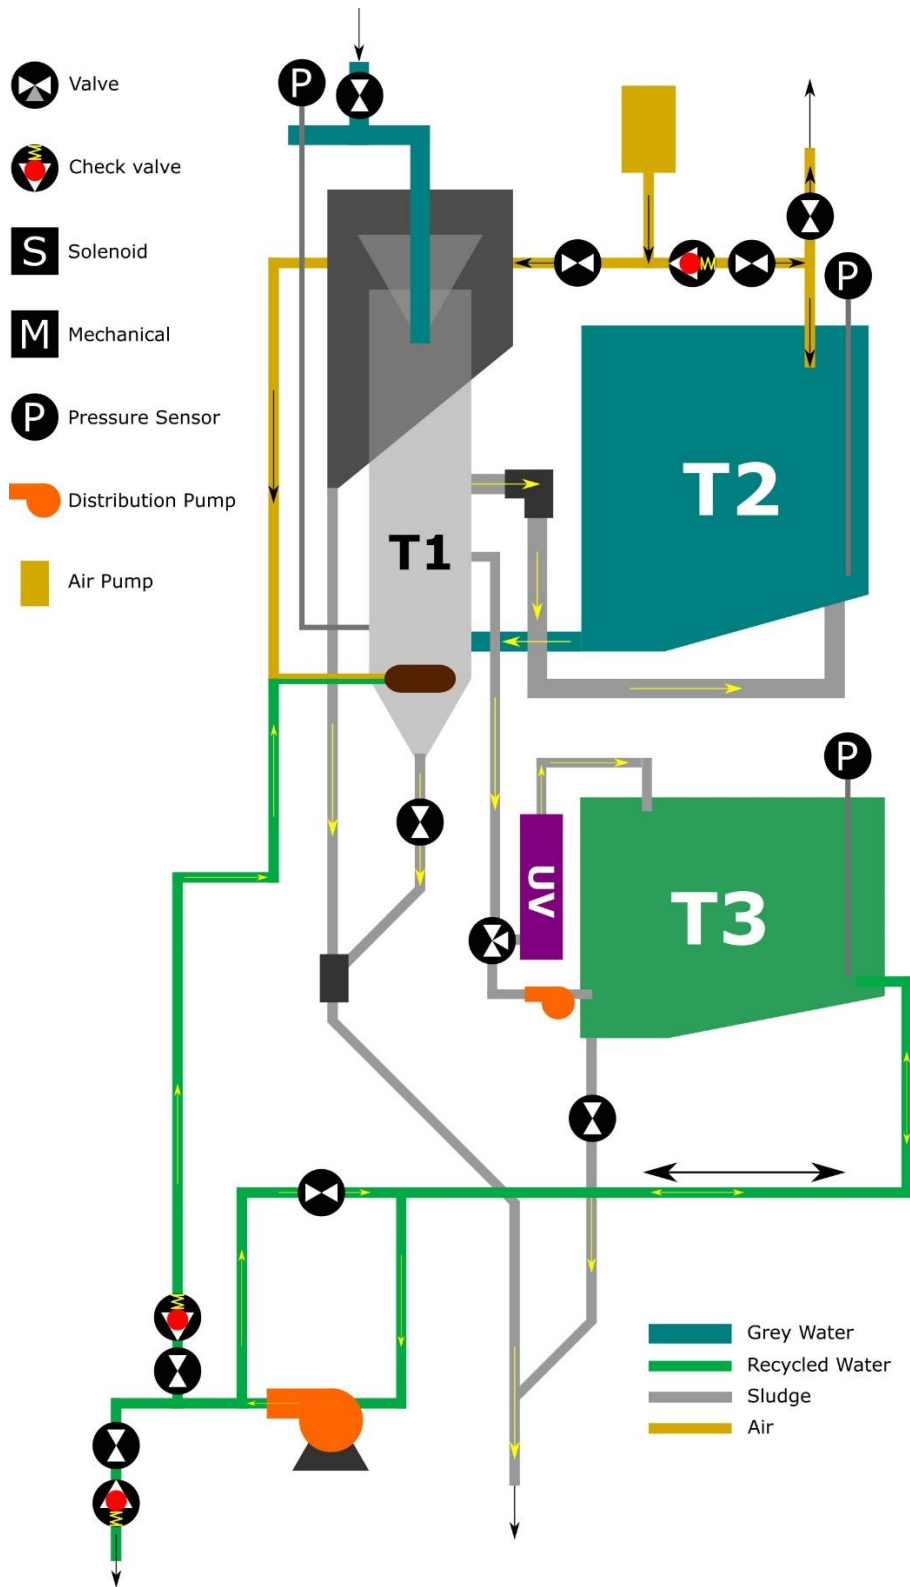 P
Valve
Check valve
S Solenoid
M Mechanical
P Pressure Sensor
Distribution Pump
Air Pump
P
T2
T1
P
UV
T3
Grey Water
Recycled Water
Sludge
Air